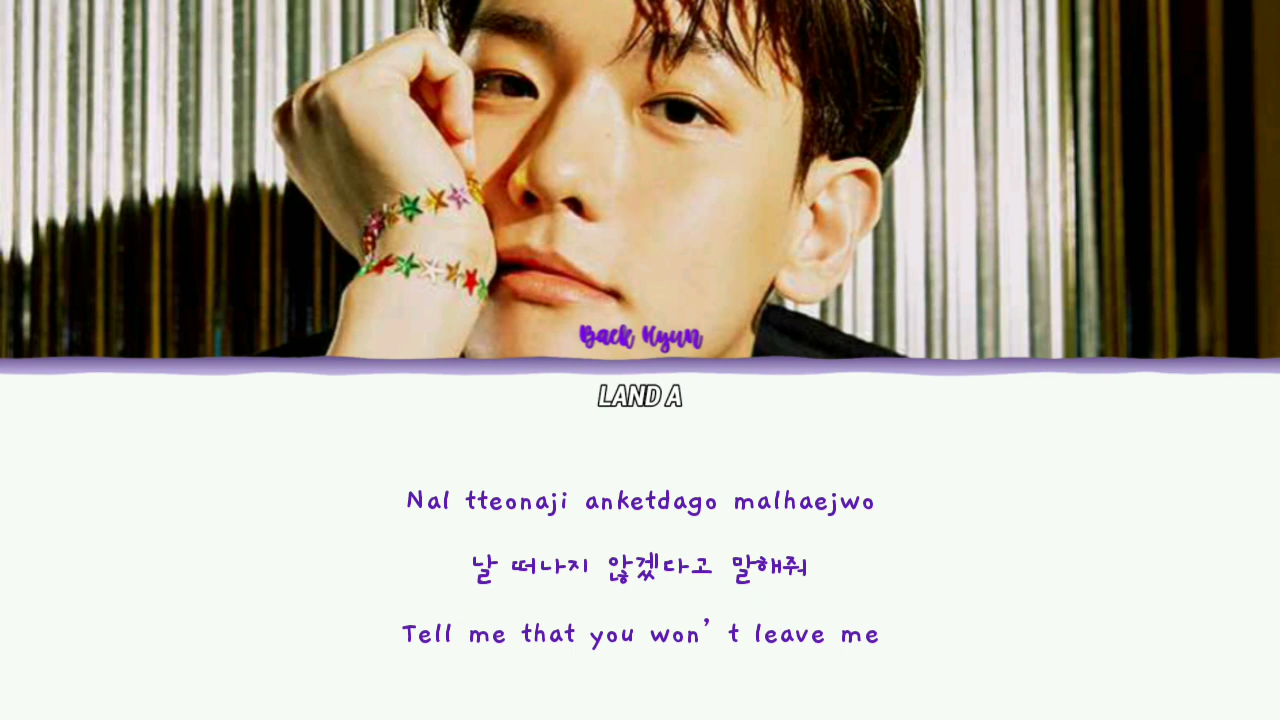 Baek Hyun
LAND A
Nal tteonaji anketdago malhaejwo
날 떠나지 않겠다고 말해줘
Tell me that you won’t leave me